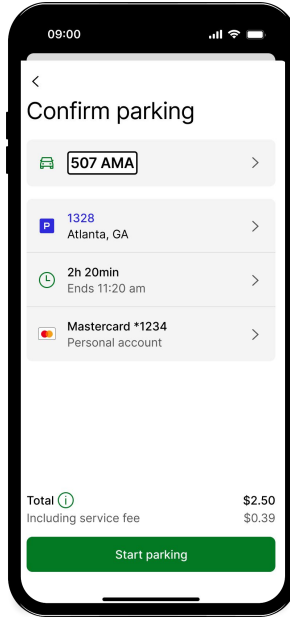 09:00
Confirm parking
507 AMA
P
1328
Atlanta, GA
2h 20min
Ends 11:20 am
Mastercard *1234
Personal account
Total $2.50
Including service fee $0.39
Start parking